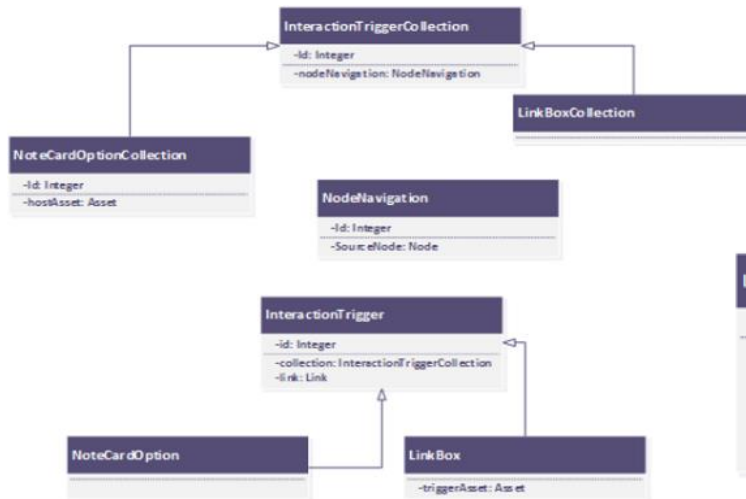 InteractionTriggerCollection
-Id: Integer
-nodeNavigation: NodeNavigation
LinkBoxCollection
NoteCardOptionCollection
-Id: Integer
-hostAsset: Asset
NodeNavigation
-Id: Integer
-SourceNode: Node
InteractionTrigger
-id: Integer
-collection: InteractionTriggerCollection
-link: Link
NoteCardOption
LinkBox
-triggerAsset: Asset